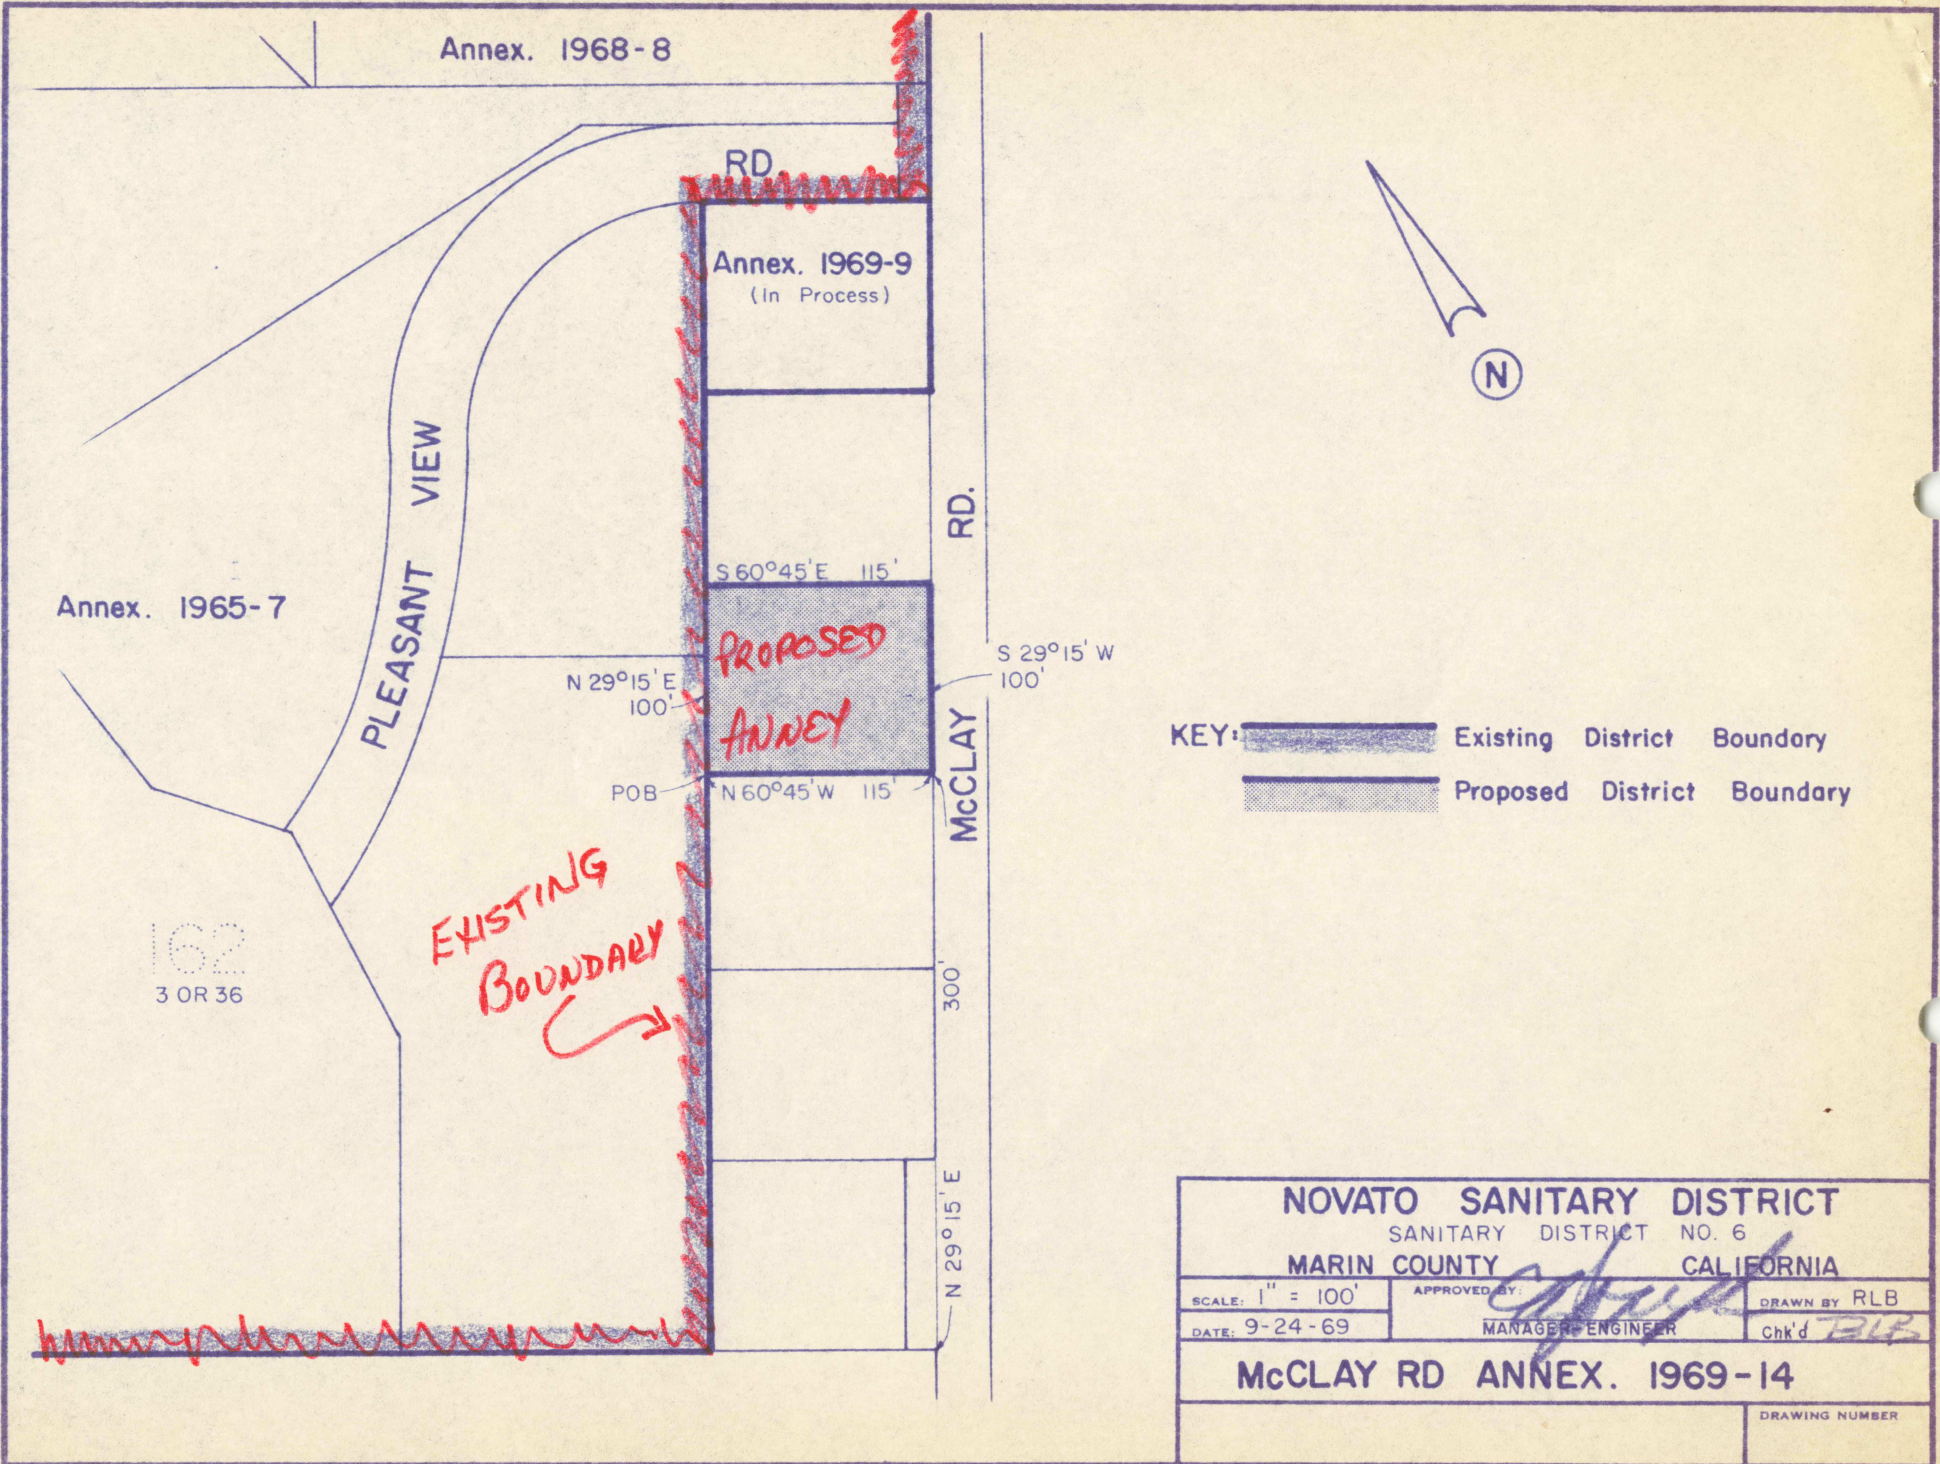 Annex. 1968-8
RD.
Annex. 1969-9
(In Process)
N
PLEASANT VIEW
RD.
McCLAY
Annex. 1965-7
S 60°45'E 115'
PROPOSED
ANNEY
N 29°15'E
100'
S 29°15'W
100'
POB
N 60°45'W 115'
KEY:
Existing District Boundary
Proposed District Boundary
EXISTING
BOUNDARY
162
3 OR 36
300'
N 29°15'E
NOVATO SANITARY DISTRICT
SANITARY DISTRICT NO. 6
MARIN COUNTY CALIFORNIA
SCALE: 1" = 100'
APPROVED BY:
DRAWN BY RLB
DATE: 9-24-69
MANAGER-ENGINEER
Chk'd
McCLAY RD ANNEX. 1969-14
DRAWING NUMBER